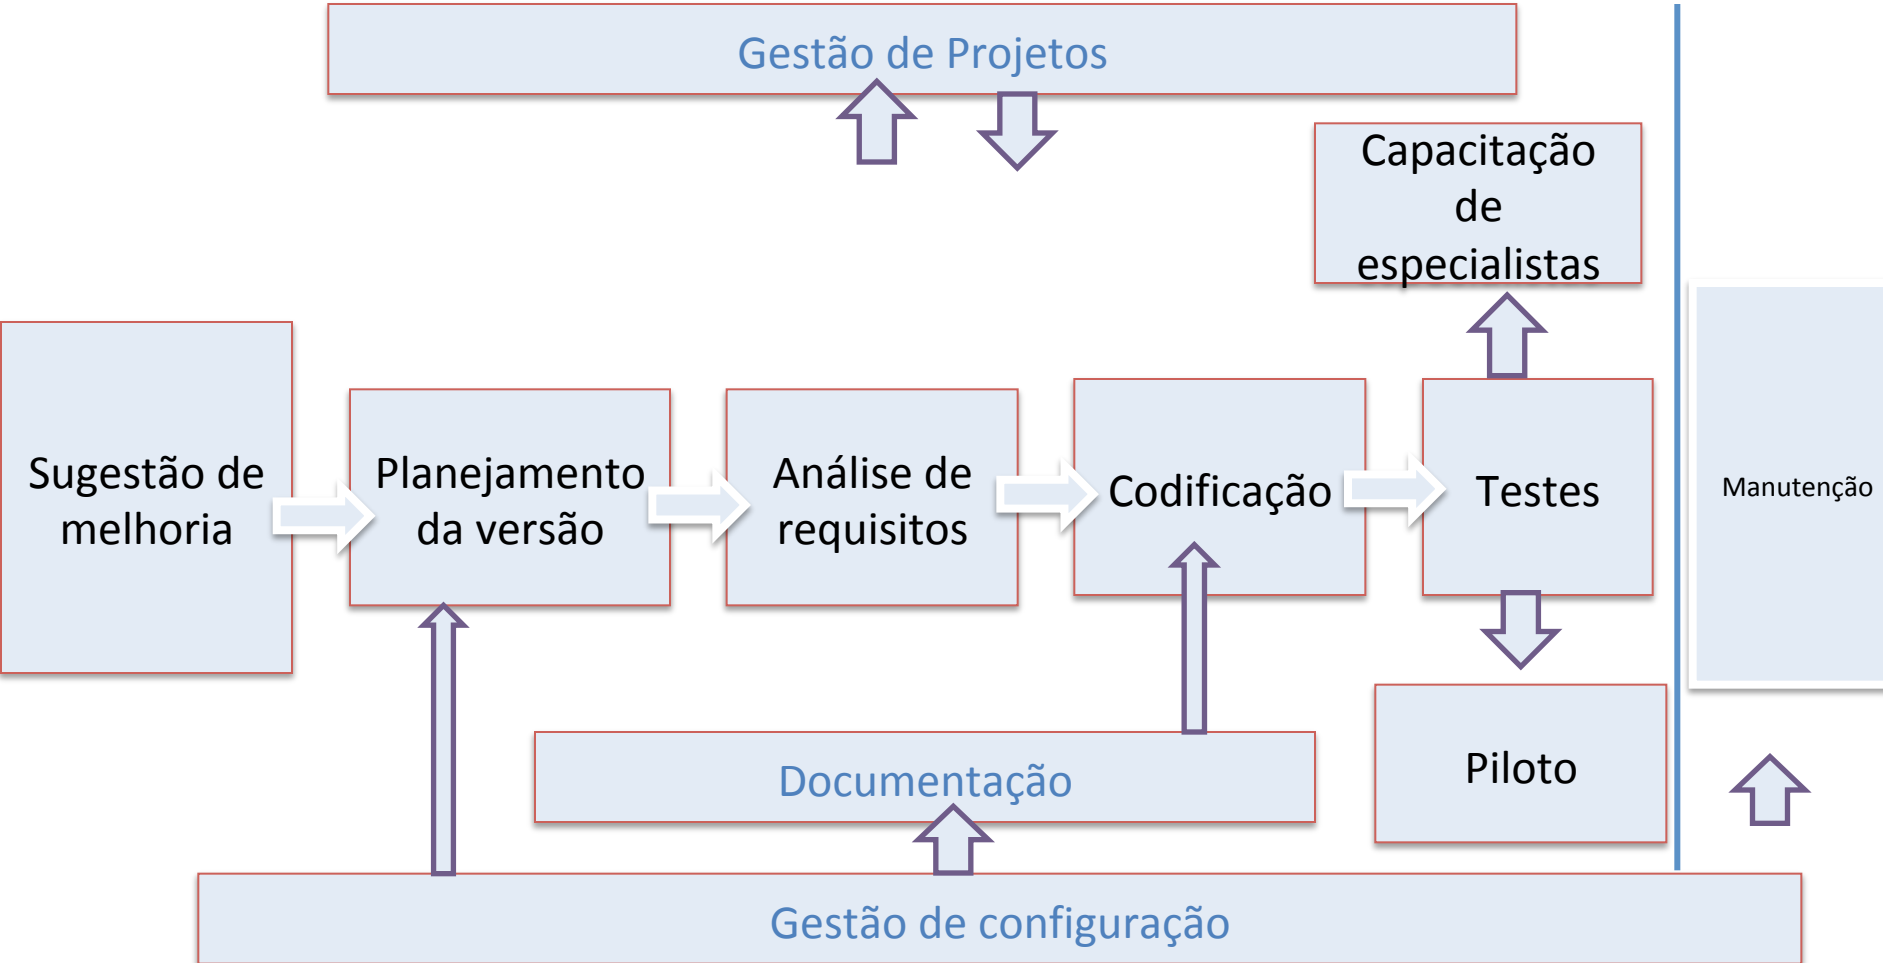 Gestão de Projetos
Capacitação
de
especialistas
Sugestão de
melhoria
Planejamento
da versão
Análise de
requisitos
Codificação
Testes
Manutenção
Documentação
Piloto
Gestão de configuração